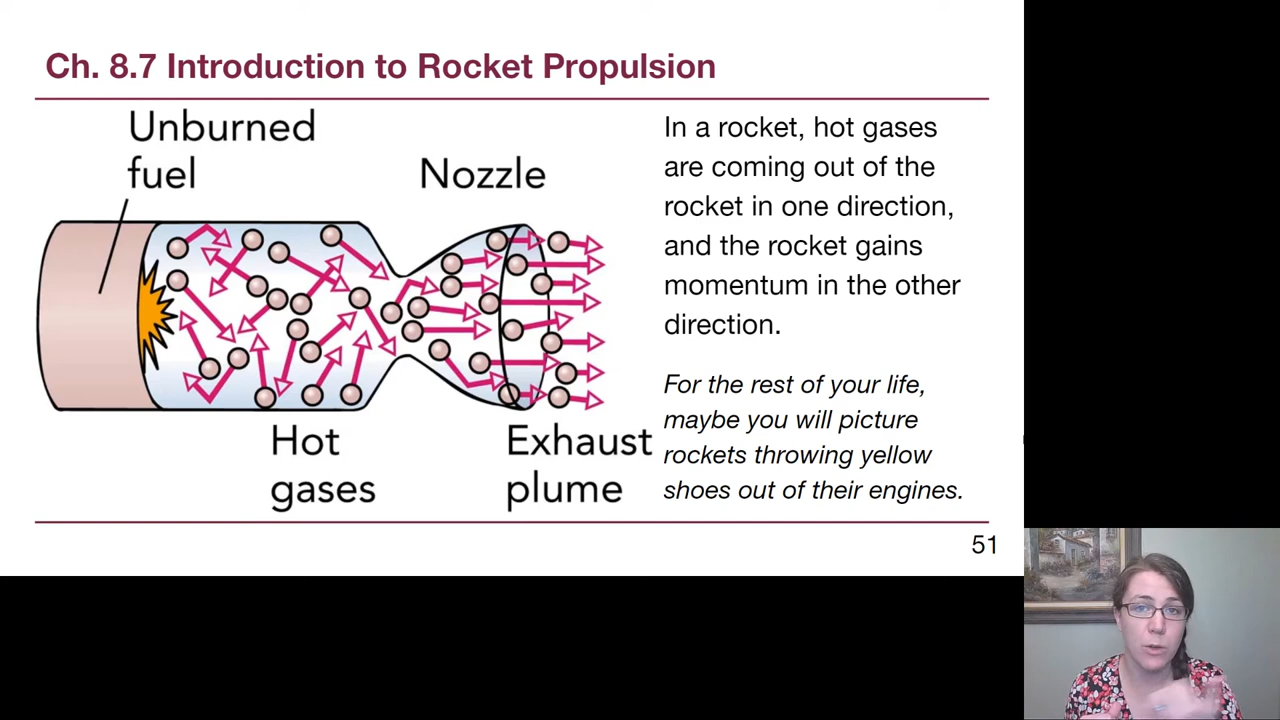 Ch. 8.7 Introduction to Rocket Propulsion
Unburned
fuel
Nozzle
Hot
gases
Exhaust
plume
In a rocket, hot gases
are coming out of the
rocket in one direction,
and the rocket gains
momentum in the other
direction.
For the rest of your life,
maybe you will picture
rockets throwing yellow
shoes out of their engines.
51